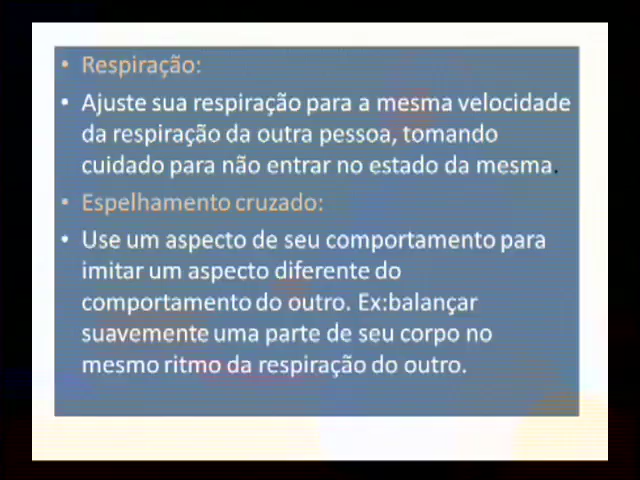 • Respiração:
• Ajuste sua respiração para a mesma velocidade
da respiração da outra pessoa, tomando
cuidado para não entrar no estado da mesma.
• Espelhamento cruzado:
• Use um aspecto de seu comportamento para
imitar um aspecto diferente do
comportamento do outro. Ex:balançar
suavemente uma parte de seu corpo no
mesmo ritmo da respiração do outro.